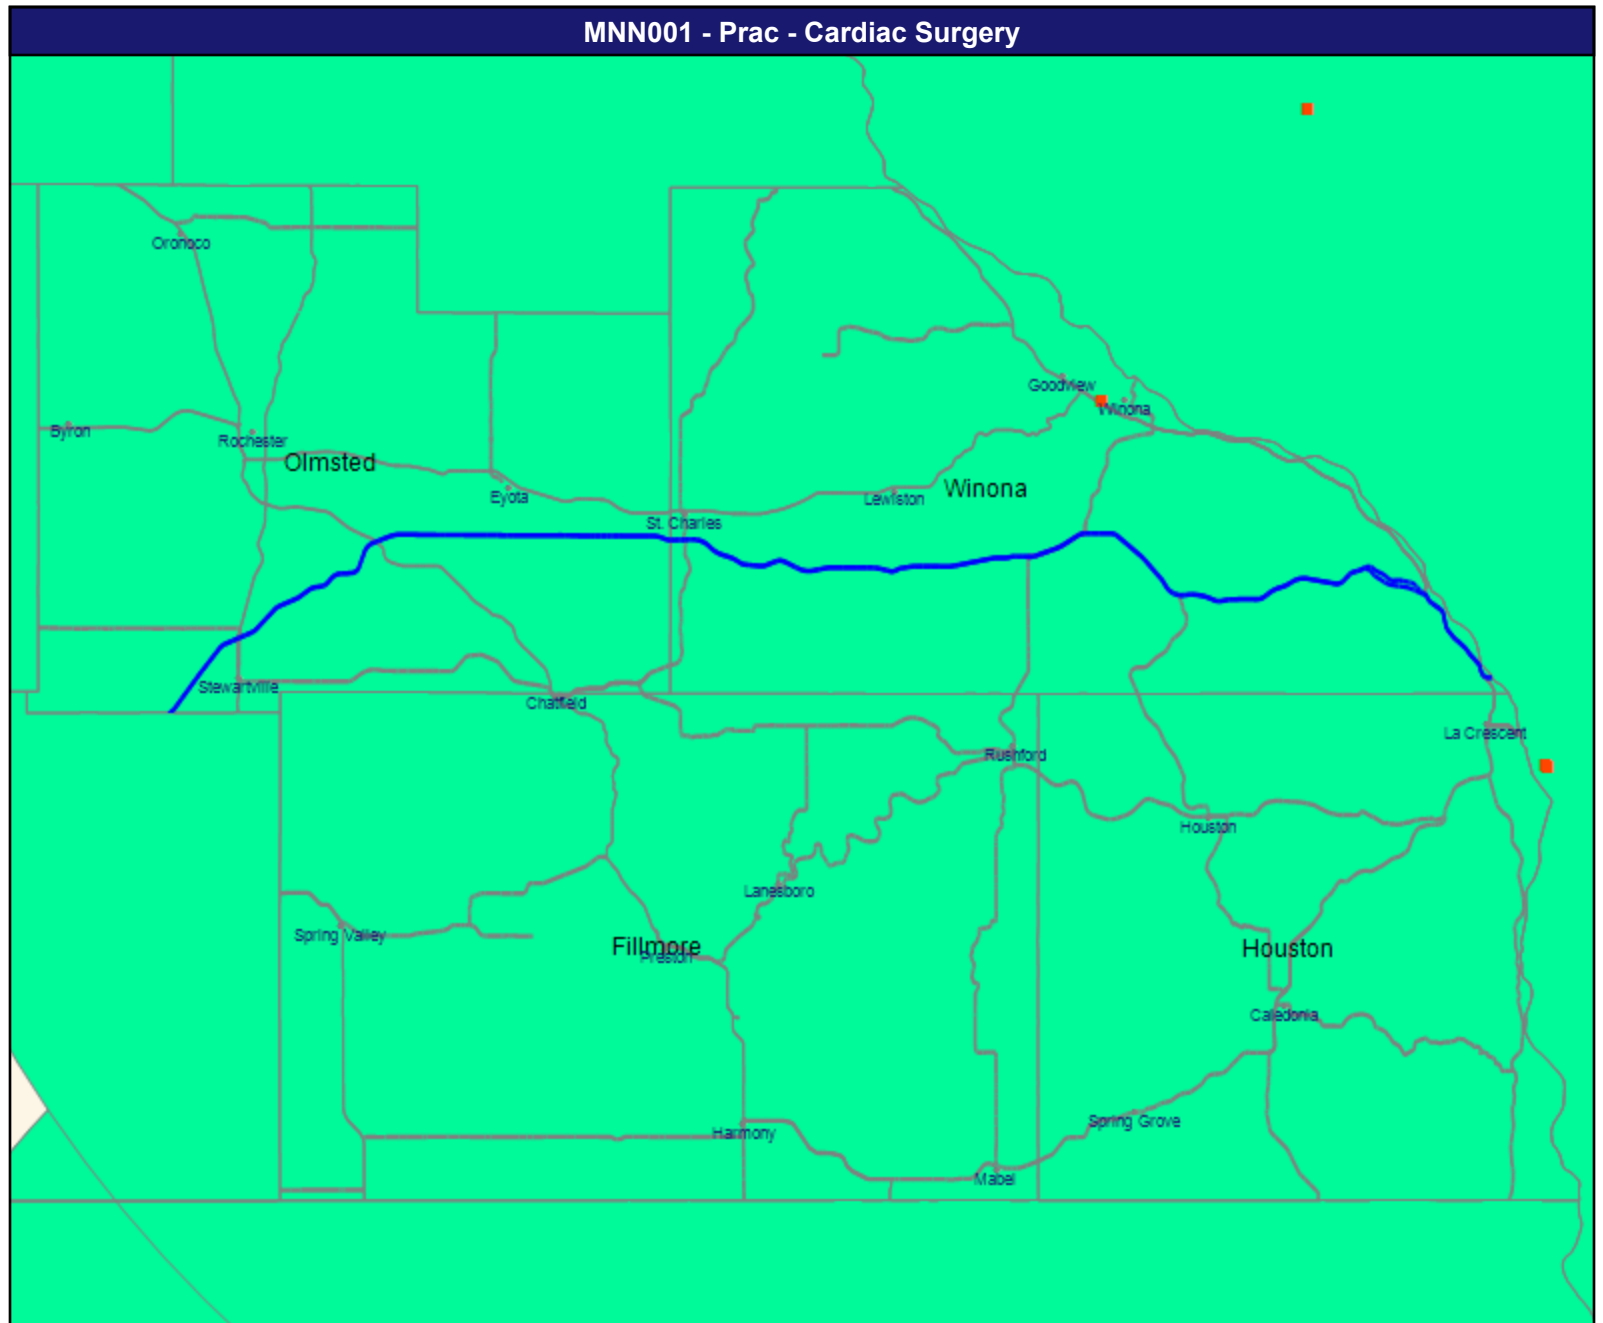 MNN001 - Prac - Cardiac Surgery
Oronoco
Goodview
Winona
Byron
Rochester
Olmsted
Eyota
Lewiston
Winona
St. Charles
Stewartville
Chatfield
La Crescent
Rushford
Houston
Lanesboro
Spring Valley
Fillmore
Preston
Houston
Caledonia
Spring Grove
Harmony
Mabel